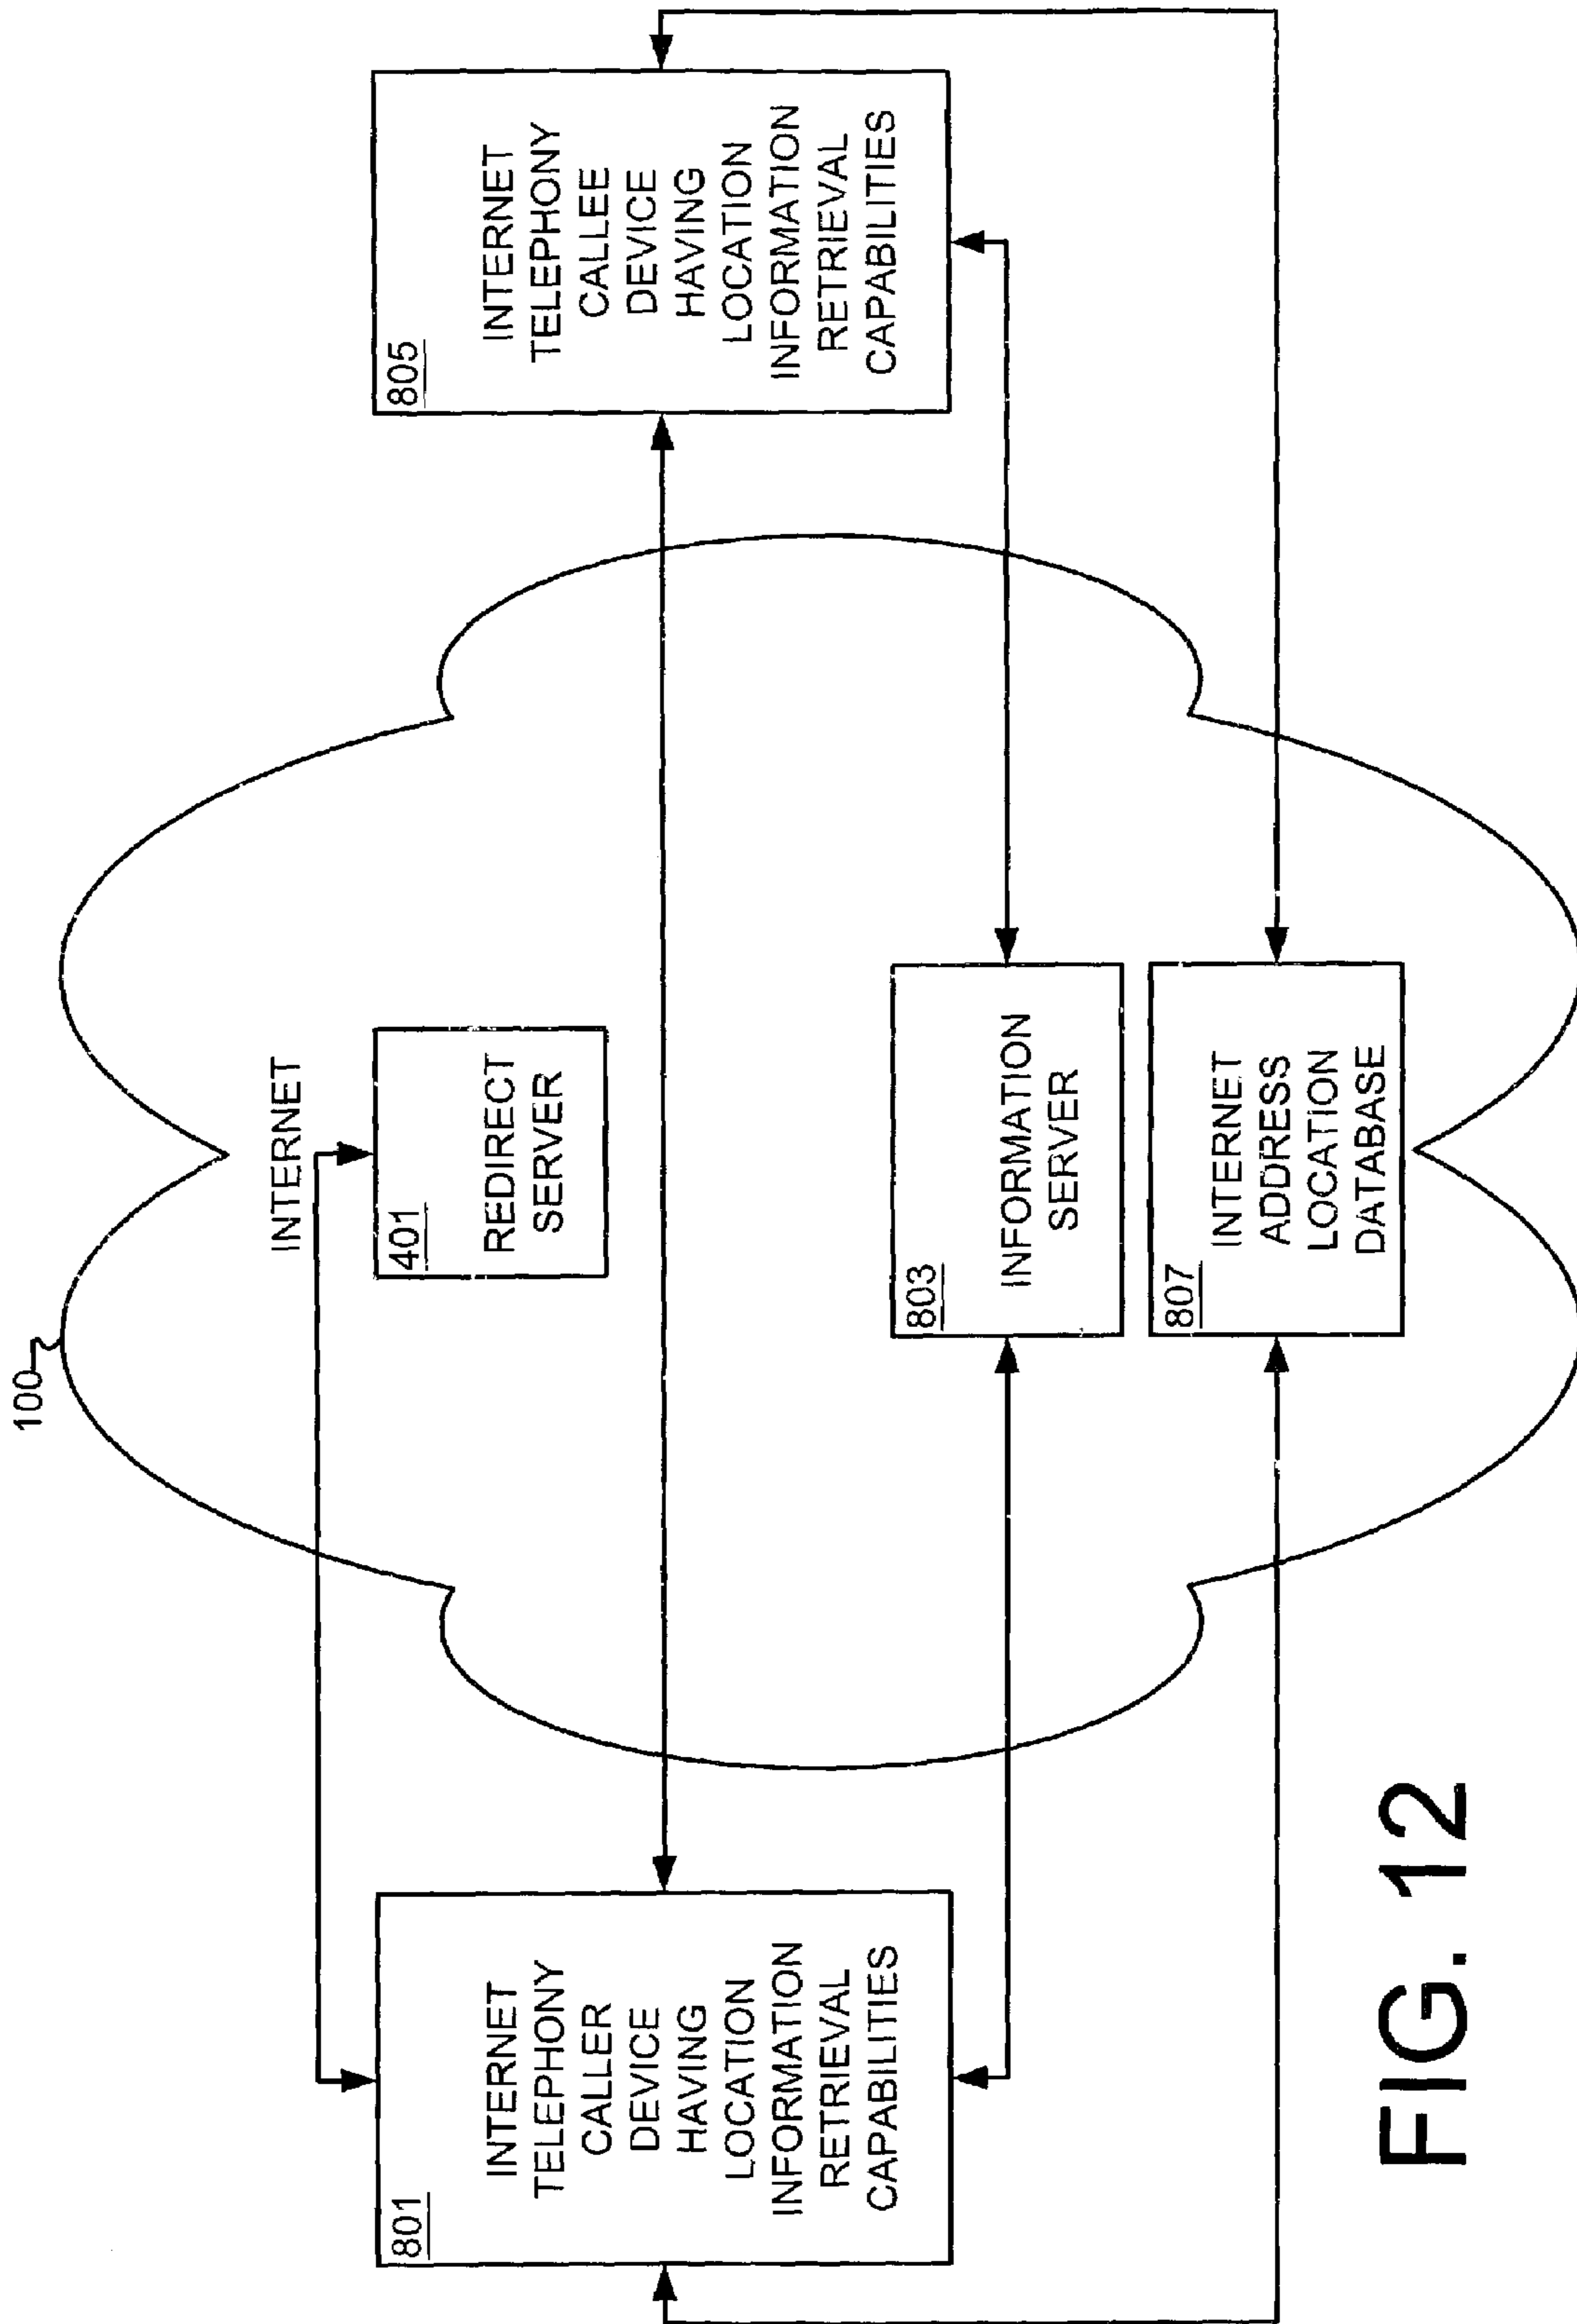 100
INTERNET
401
REDIRECT
SERVER
801
INTERNET
TELEPHONY
CALLER
DEVICE
HAVING
LOCATION
INFORMATION
RETRIEVAL
CAPABILITIES
805
INTERNET
TELEPHONY
CALLEE
DEVICE
HAVING
LOCATION
INFORMATION
RETRIEVAL
CAPABILITIES
803
INFORMATION
SERVER
807
INTERNET
ADDRESS
LOCATION
DATABASE
FIG. 12